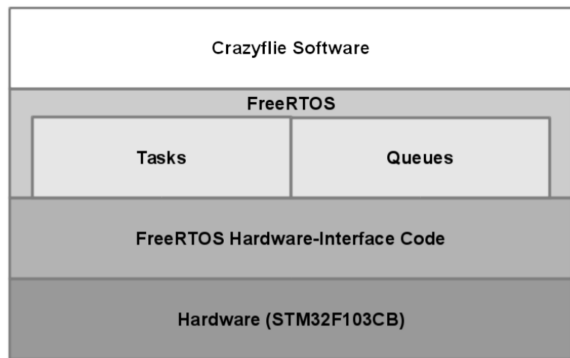 Crazyflie Software
FreeRTOS
Tasks
Queues
FreeRTOS Hardware-Interface Code
Hardware (STM32F103CB)